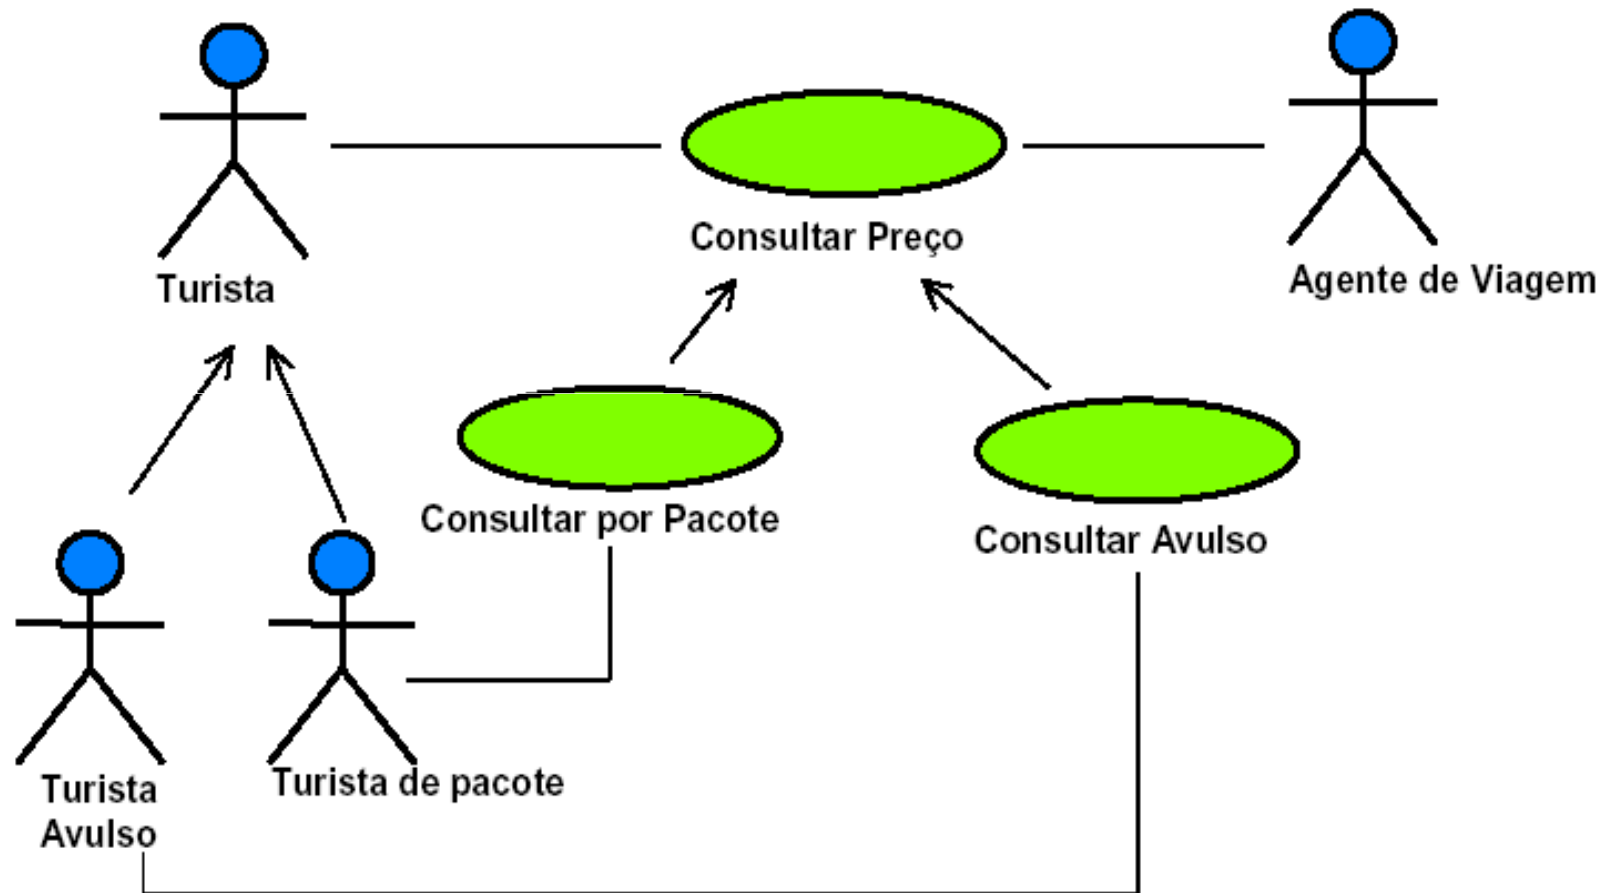 Consultar Preço
Turista
Agente de Viagem
Consultar por Pacote
Consultar Avulso
Turista
Avulso
Turista de pacote